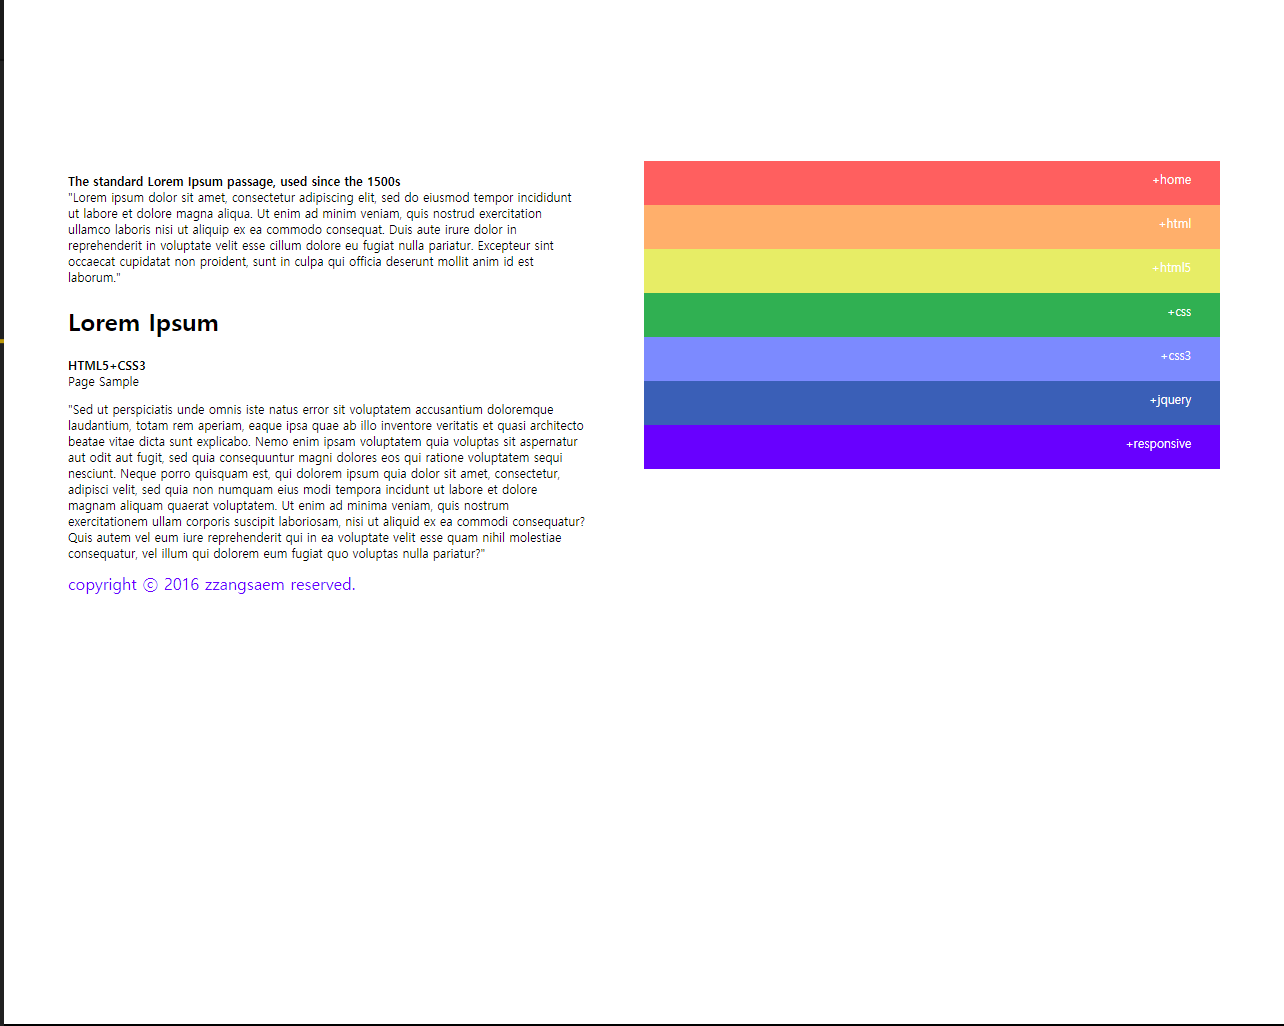 The standard Lorem Ipsum passage, used since the 1500s
"Lorem ipsum dolor sit amet, consectetur adipiscing elit, sed do eiusmod tempor incididunt
ut labore et dolore magna aliqua. Ut enim ad minim veniam, quis nostrud exercitation
ullamco laboris nisi ut aliquip ex ea commodo consequat. Duis aute irure dolor in
reprehenderit in voluptate velit esse cillum dolore eu fugiat nulla pariatur. Excepteur sint
occaecat cupidatat non proident, sunt in culpa qui officia deserunt mollit anim id est
laborum."
Lorem Ipsum
HTML5+CSS3
Page Sample
"Sed ut perspiciatis unde omnis iste natus error sit voluptatem accusantium doloremque
laudantium, totam rem aperiam, eaque ipsa quae ab illo inventore veritatis et quasi architecto
beatae vitae dicta sunt explicabo. Nemo enim ipsam voluptatem quia voluptas sit aspernatur
aut odit aut fugit, sed quia consequuntur magni dolores eos qui ratione voluptatem sequi
nesciunt. Neque porro quisquam est, qui dolorem ipsum quia dolor sit amet, consectetur,
adipisci velit, sed quia non numquam eius modi tempora incidunt ut labore et dolore
magnam aliquam quaerat voluptatem. Ut enim ad minima veniam, quis nostrum
exercitationem ullam corporis suscipit laboriosam, nisi ut aliquid ex ea commodi consequatur?
Quis autem vel eum iure reprehenderit qui in ea voluptate velit esse quam nihil molestiae
consequatur, vel illum qui dolorem eum fugiat quo voluptas nulla pariatur?"
copyright ⓒ 2016 zzangsaem reserved.
+home
+html
+html5
+css
+css3
+jquery
+responsive